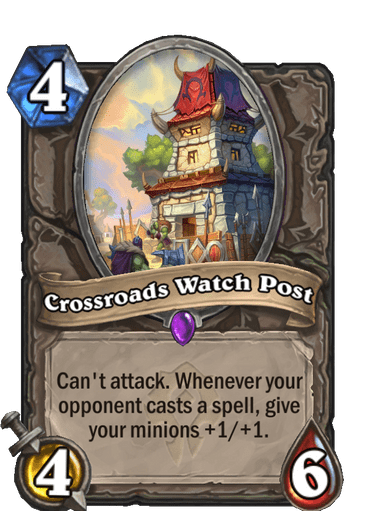 4
Crossroads Watch Post
Can't attack. Whenever your
opponent casts a spell, give
your minions +1/+1.
4
6